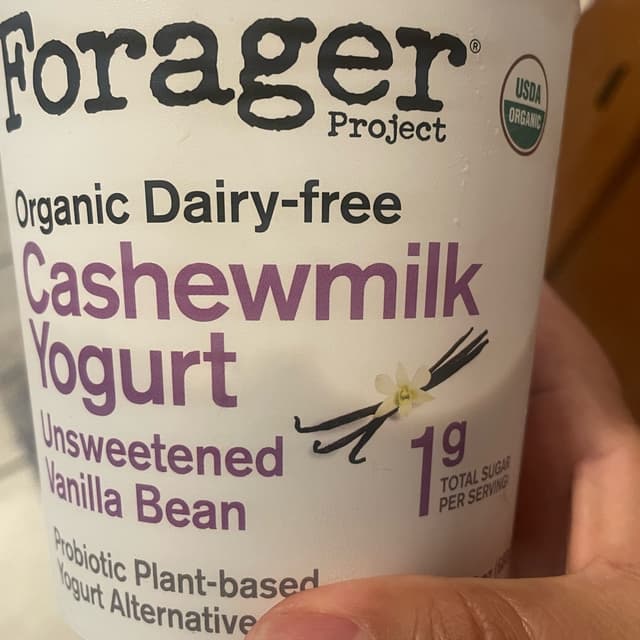 Forager®
Project
USDA
ORGANIC
Organic Dairy-free
Cashewmilk
Yogurt
Unsweetened
Vanilla Bean
1g
TOTAL SUGAR
PER SERVING
Probiotic Plant-based
Yogurt Alternative